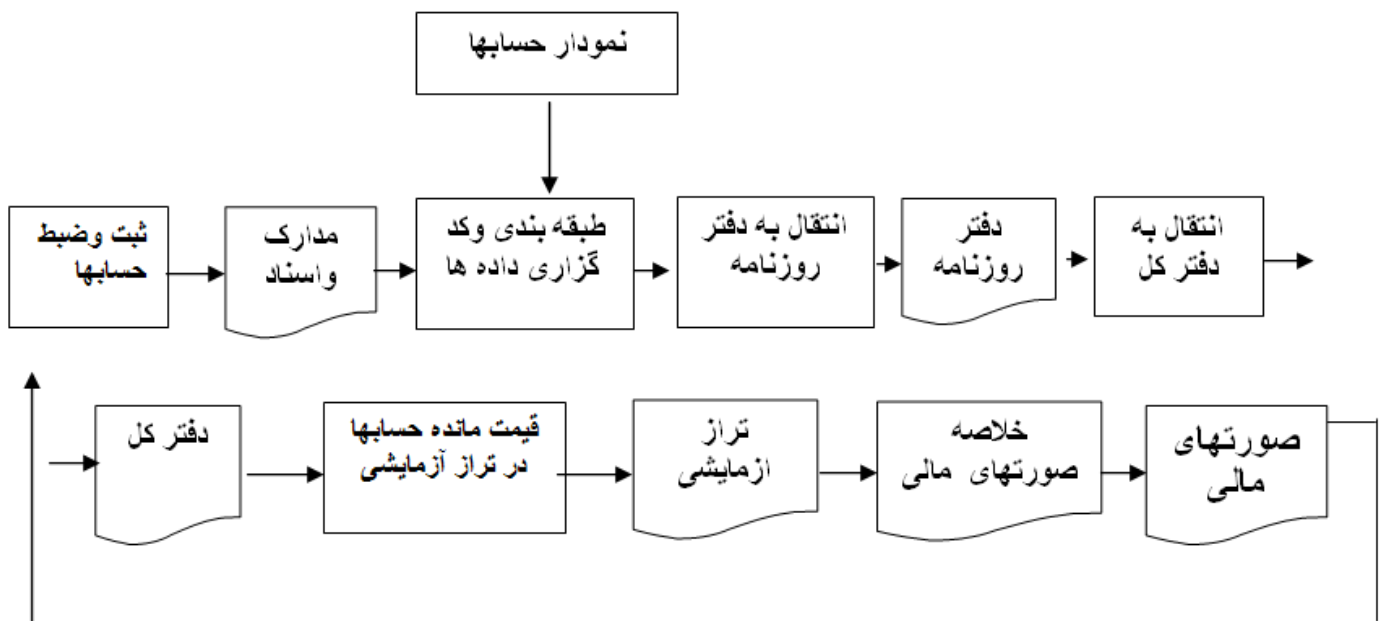 نمودار حسابها
ثبت وضبط
حسابها
مدارک
واسناد
طبقه بندی وکد
گزاری داده ها
انتقال به دفتر
روزنامه
دفتر
روزنامه
انتقال به
دفتر کل
دفتر کل
قیمت مانده حسابها
در تراز آزمایشی
تراز
ازمایشی
خلاصه
صورتهای مالی
صورتهای
مالی